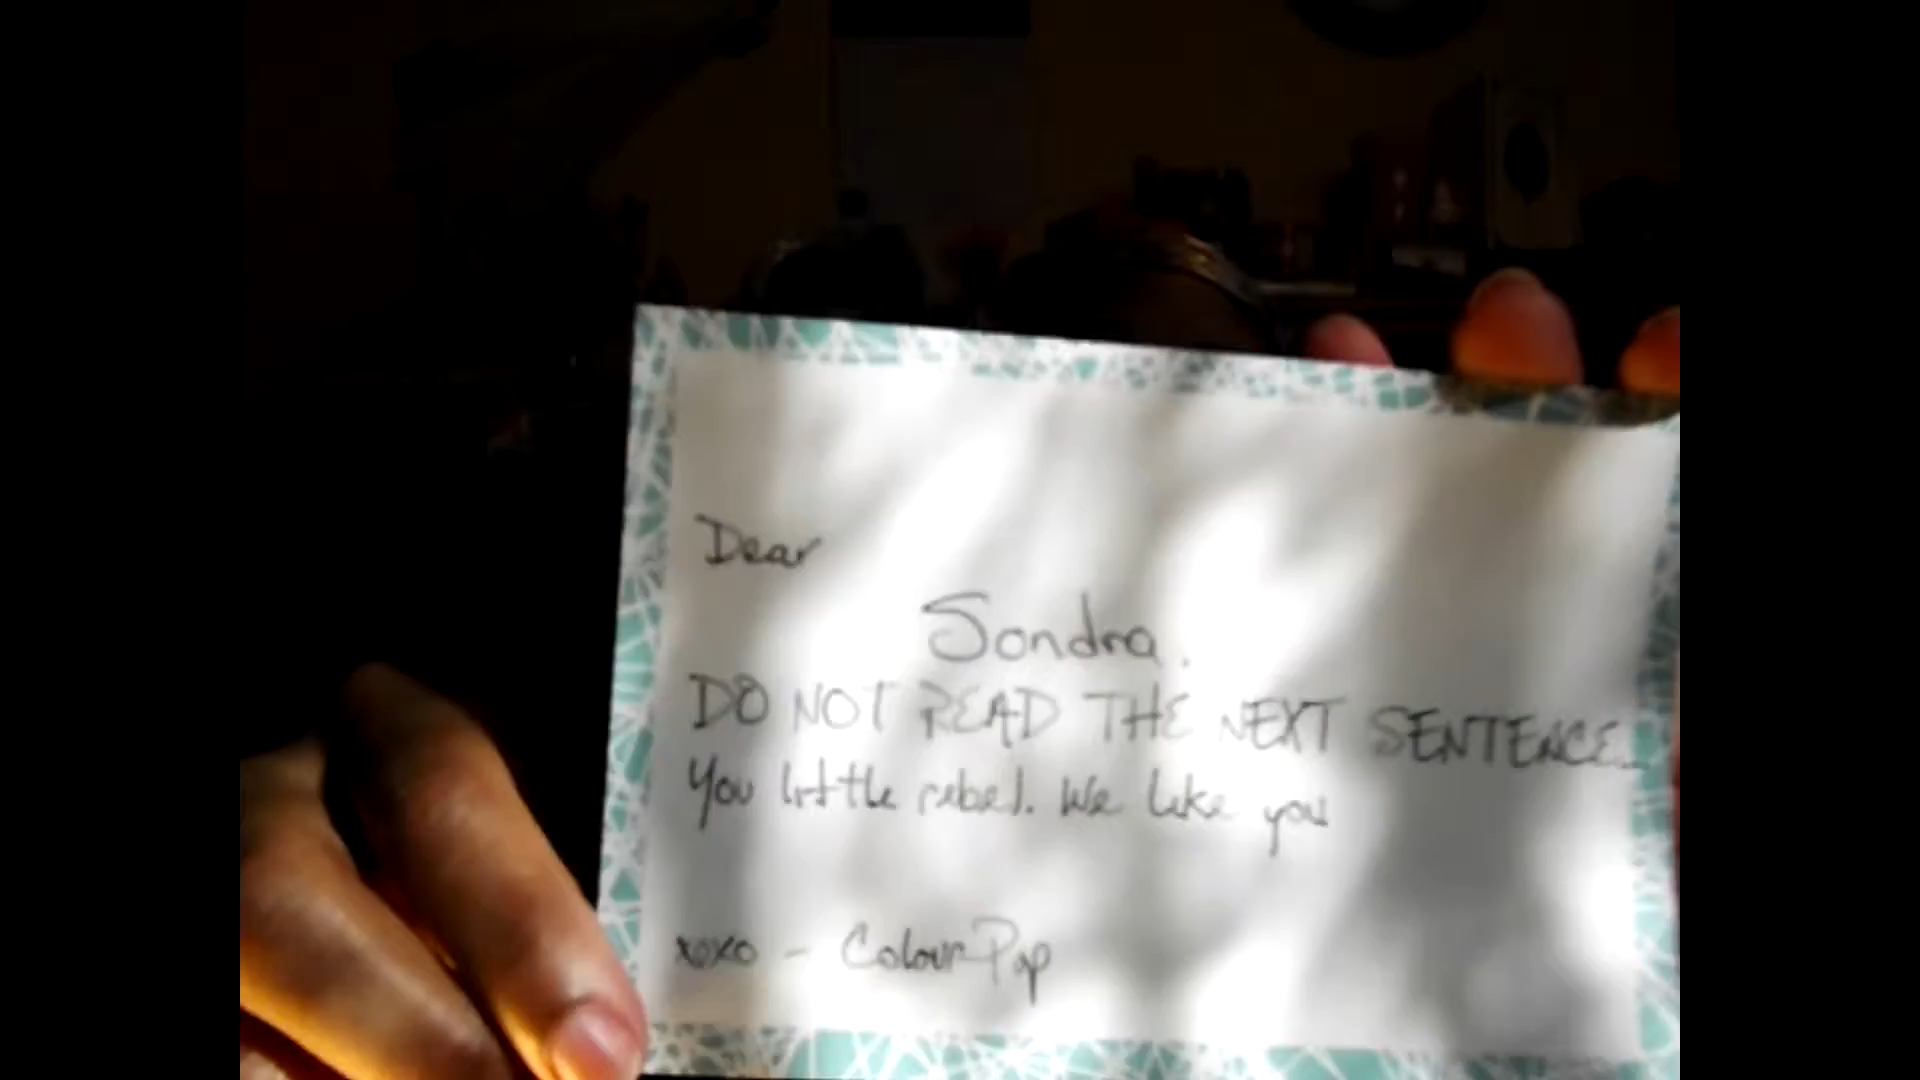 Dear
Sondra.
DO NOT READ THE NEXT SENTENCE.
You little rebel. We like you
xoxo - ColourPop